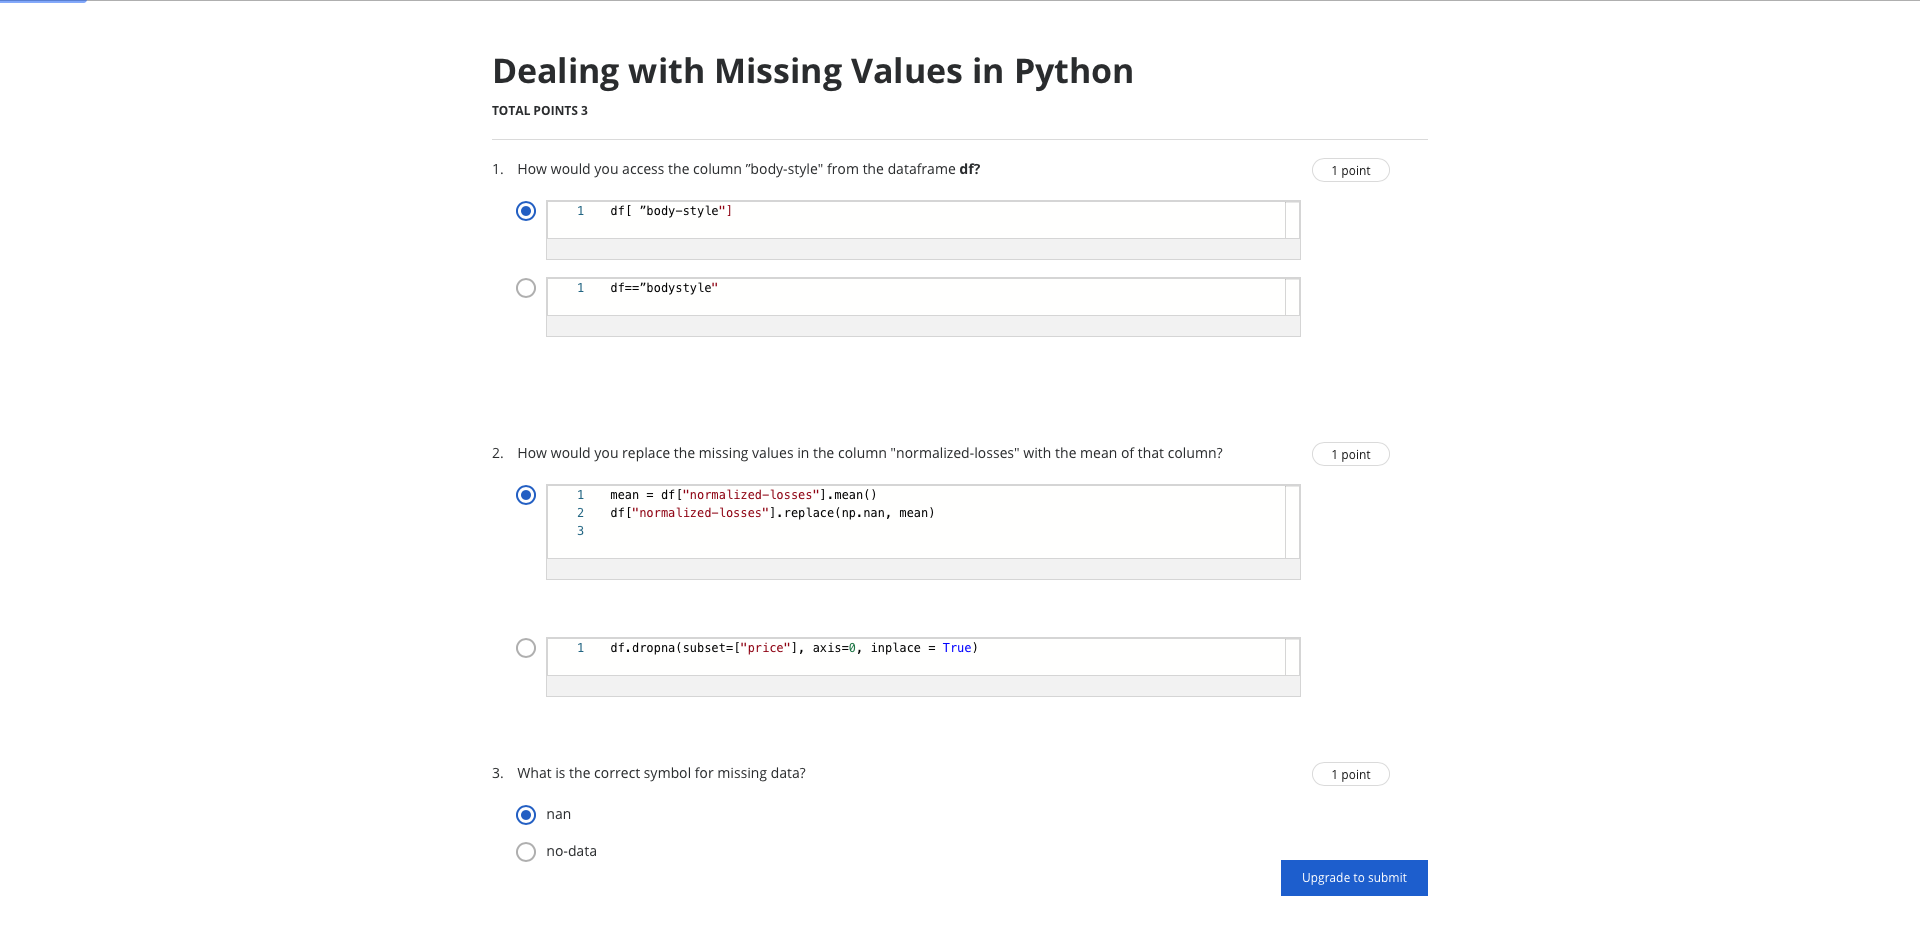 Dealing with Missing Values in Python
TOTAL POINTS 3
1. How would you access the column ”body-style" from the dataframe df?
1 point
1 df[ ”body-style"]
1 df==”bodystyle"
2. How would you replace the missing values in the column "normalized-losses" with the mean of that column?
1 point
1 mean = df["normalized-losses"].mean()
2 df["normalized-losses"].replace(np.nan, mean)
3
1 df.dropna(subset=["price"], axis=0, inplace = True)
3. What is the correct symbol for missing data?
1 point
nan
no-data
Upgrade to submit